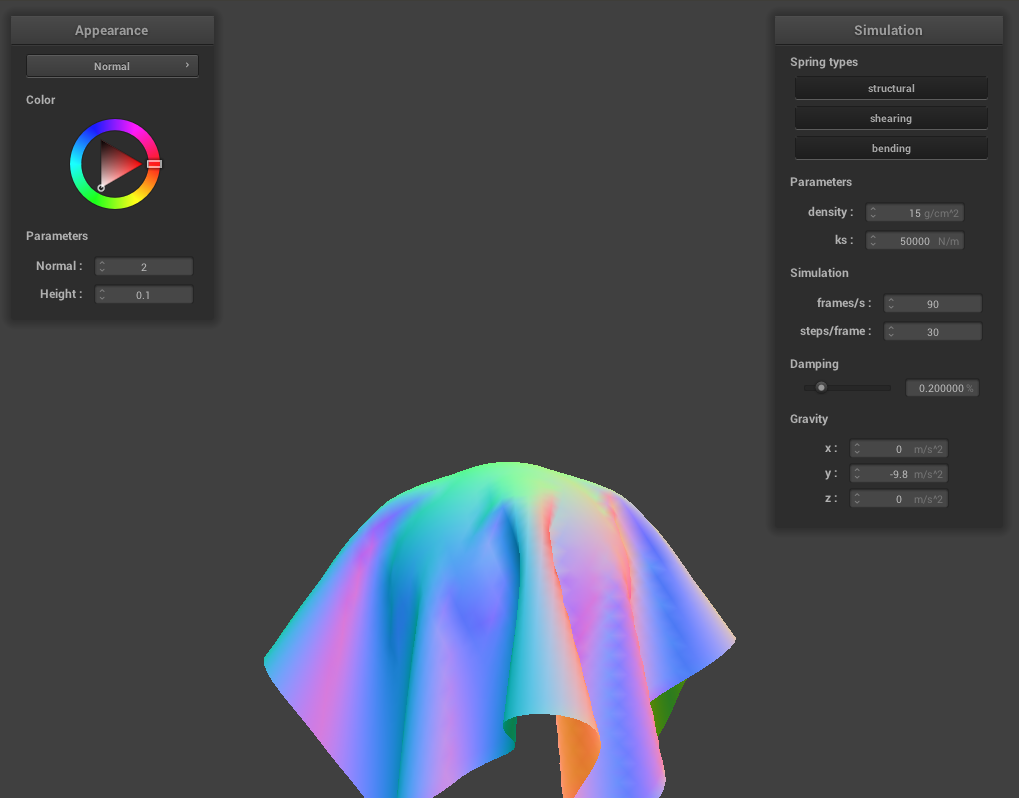 Appearance
Normal
Color
Parameters
Normal :
2
Height :
0.1
Simulation
Spring types
structural
shearing
bending
Parameters
density :
15 g/cm^2
ks :
50000 N/m
Simulation
frames/s :
90
steps/frame :
30
Damping
0.200000 %
Gravity
x :
0 m/s^2
y :
-9.8 m/s^2
z :
0 m/s^2